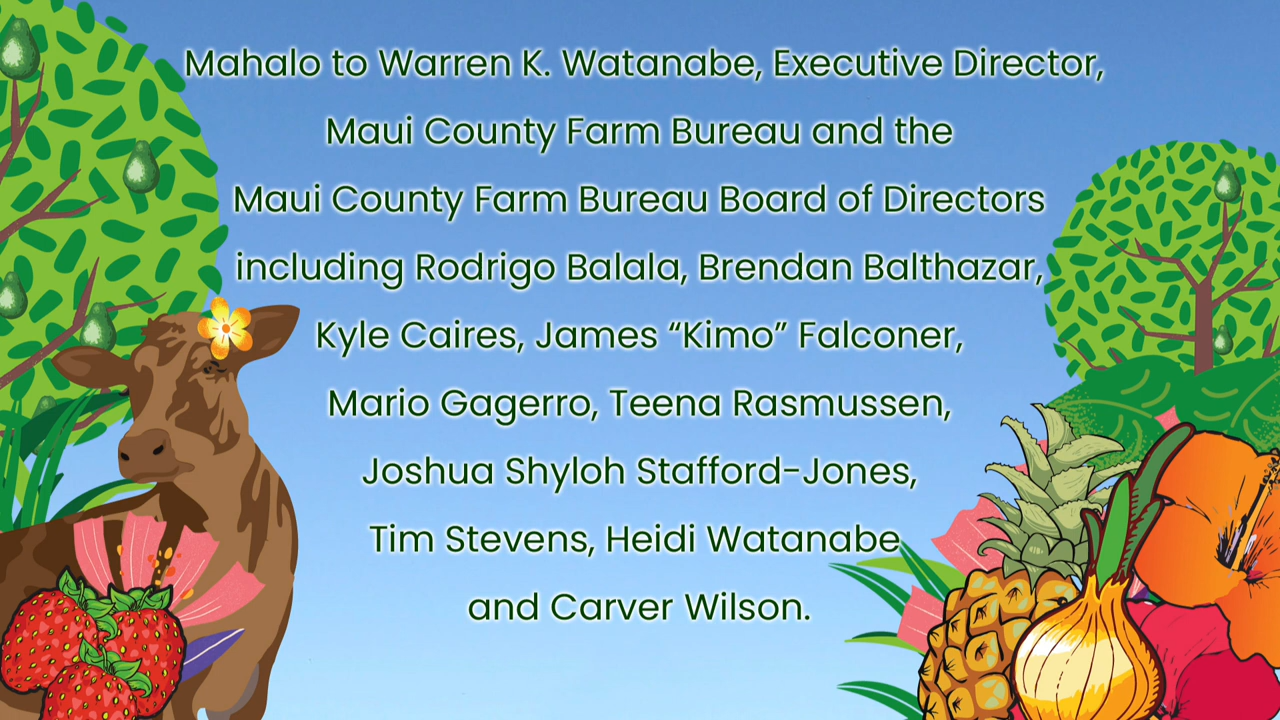 Mahalo to Warren K. Watanabe, Executive Director,
Maui County Farm Bureau and the
Maui County Farm Bureau Board of Directors
including Rodrigo Balala, Brendan Balthazar,
Kyle Caires, James “Kimo” Falconer,
Mario Gagerro, Teena Rasmussen,
Joshua Shyloh Stafford-Jones,
Tim Stevens, Heidi Watanabe
and Carver Wilson.